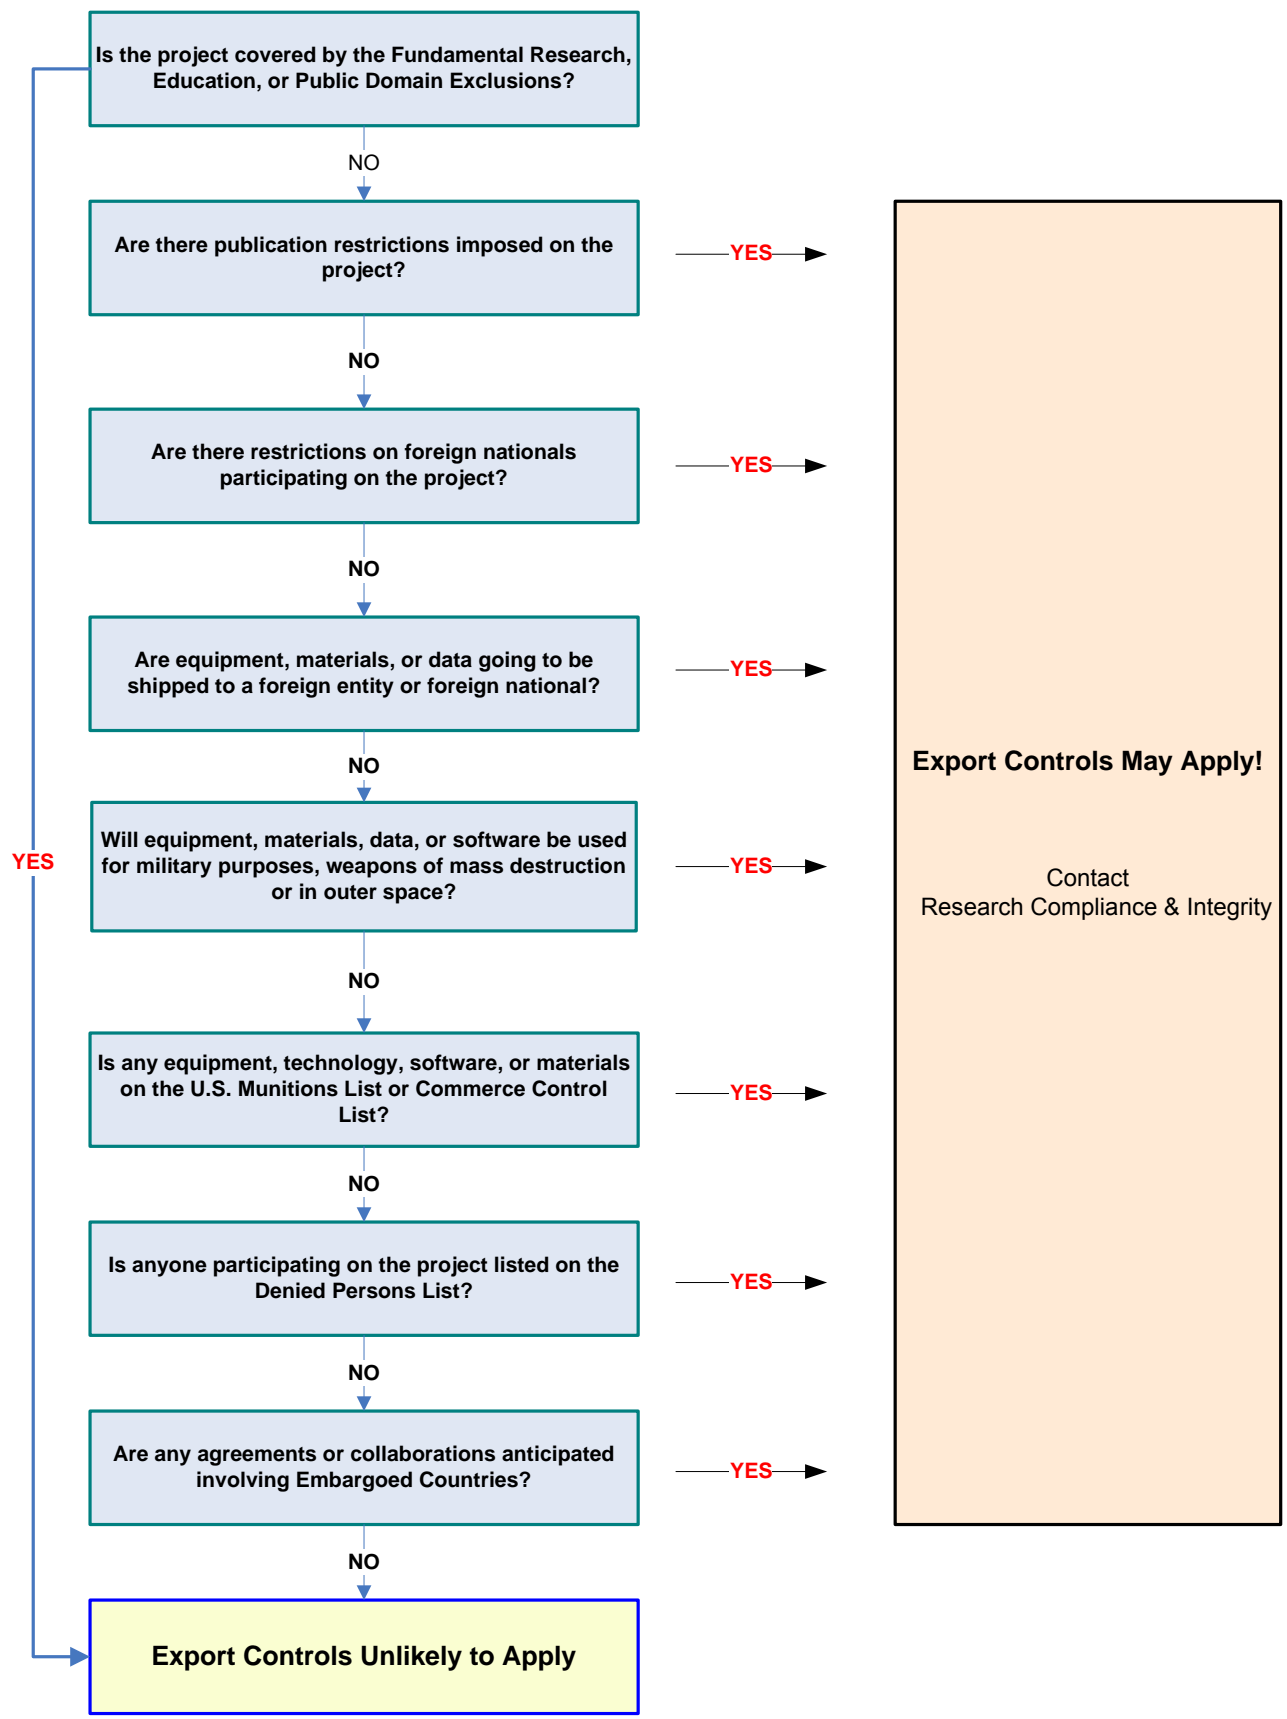 Is the project covered by the Fundamental Research,
Education, or Public Domain Exclusions?
NO
Are there publication restrictions imposed on the
project?
YES
NO
Are there restrictions on foreign nationals
participating on the project?
YES
NO
Are equipment, materials, or data going to be
shipped to a foreign entity or foreign national?
YES
NO
Export Controls May Apply!
Will equipment, materials, data, or software be used
for military purposes, weapons of mass destruction
or in outer space?
YES
YES
Contact
Research Compliance & Integrity
NO
Is any equipment, technology, software, or materials
on the U.S. Munitions List or Commerce Control
List?
YES
NO
Is anyone participating on the project listed on the
Denied Persons List?
YES
NO
Are any agreements or collaborations anticipated
involving Embargoed Countries?
YES
NO
Export Controls Unlikely to Apply